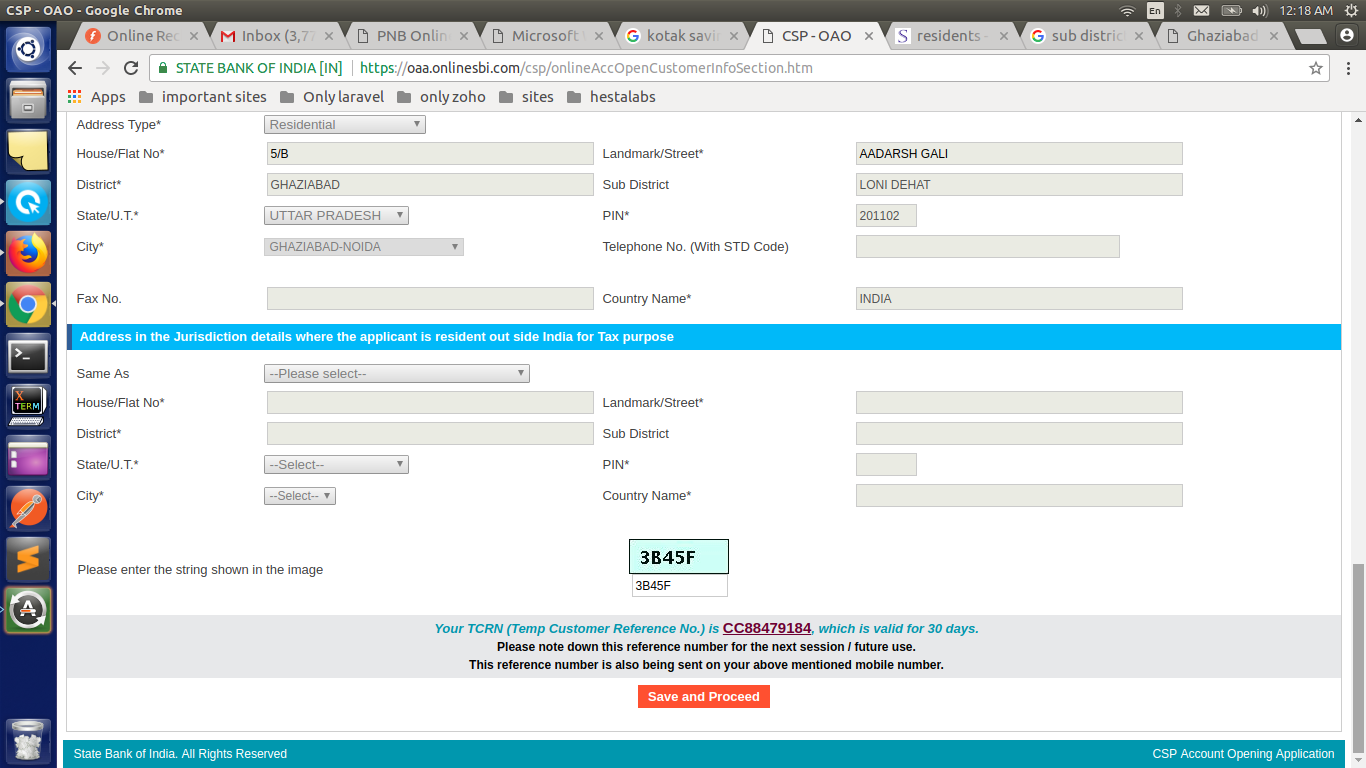 CSP - OAO - Google Chrome
En
12:18 AM
Online Rec
Inbox (3,77
PNB Onlin
Microsoft
kotak savi
CSP - OAO
residents -
sub distric
Ghaziabad
STATE BANK OF INDIA [IN] https://oaa.onlinesbi.com/csp/onlineAccOpenCustomerInfoSection.htm
Apps important sites Only laravel only zoho sites hestalabs
Address Type* Residential
House/Flat No* 5/B Landmark/Street* AADARSH GALI
District* GHAZIABAD Sub District LONI DEHAT
State/U.T.* UTTAR PRADESH PIN* 201102
City* GHAZIABAD-NOIDA Telephone No. (With STD Code)
Fax No. Country Name* INDIA
Address in the Jurisdiction details where the applicant is resident out side India for Tax purpose
Same As --Please select--
House/Flat No* Landmark/Street*
District* Sub District
State/U.T.* --Select-- PIN*
City* --Select-- Country Name*
3B45F
Please enter the string shown in the image
3B45F
Your TCRN (Temp Customer Reference No.) is CC88479184, which is valid for 30 days.
Please note down this reference number for the next session / future use.
This reference number is also being sent on your above mentioned mobile number.
Save and Proceed
State Bank of India. All Rights Reserved CSP Account Opening Application
X
TERM